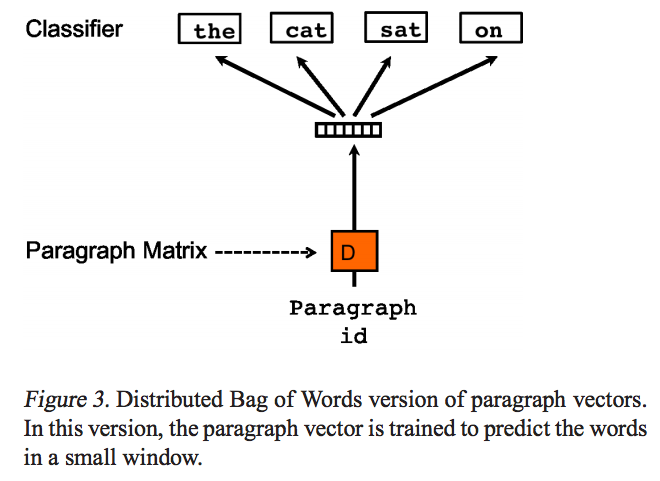 Classifier the cat sat on
Paragraph Matrix D
Paragraph
id
Figure 3. Distributed Bag of Words version of paragraph vectors.
In this version, the paragraph vector is trained to predict the words
in a small window.